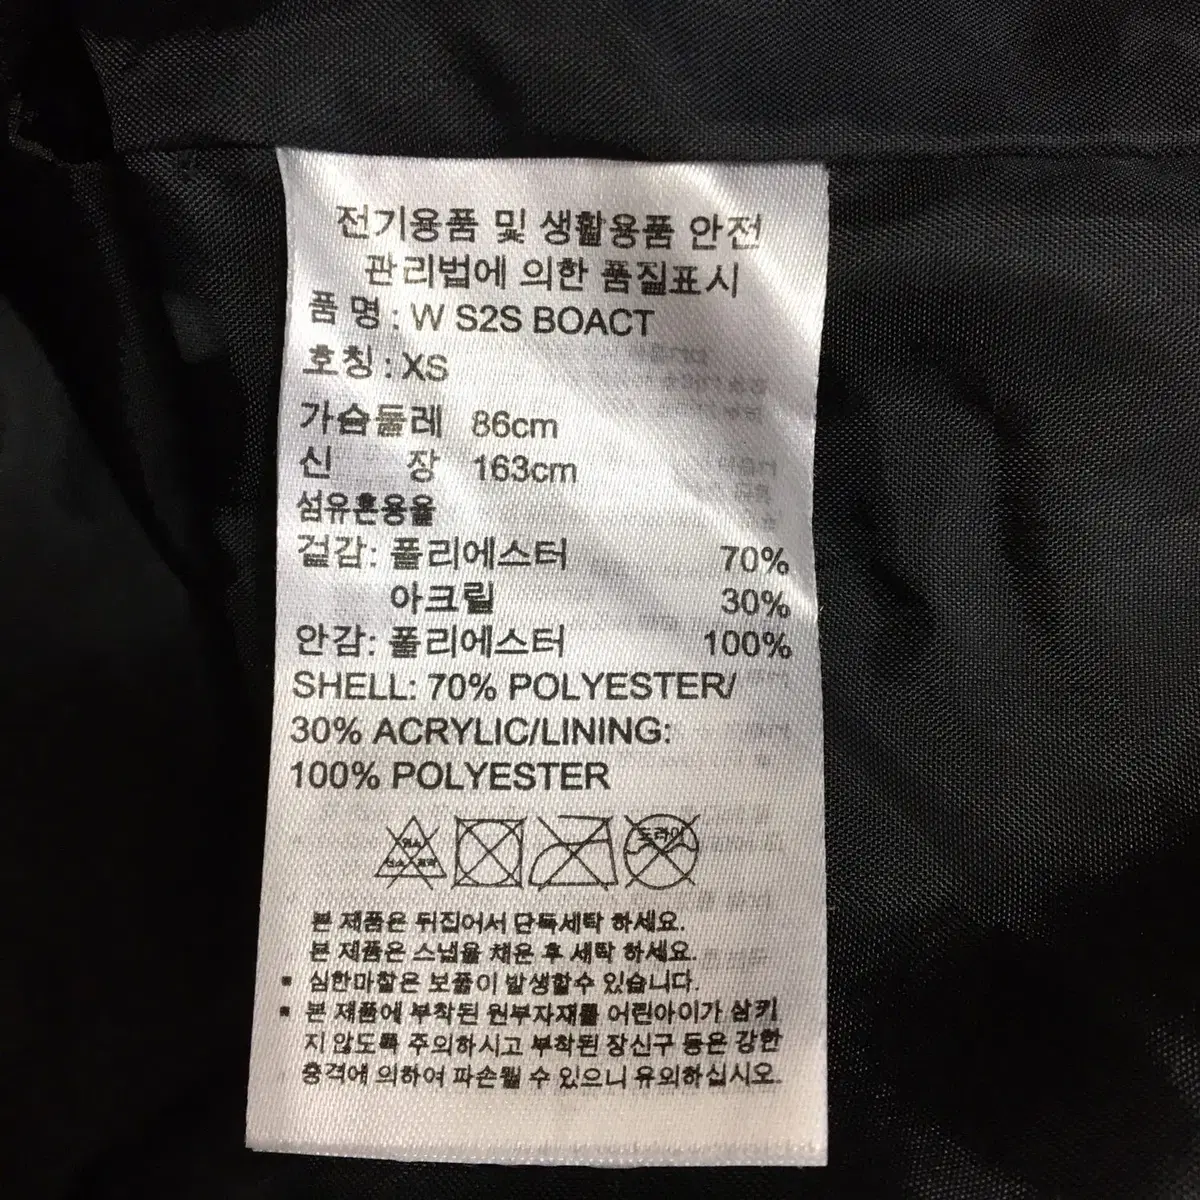 전기용품 및 생활용품 안전
관리법에 의한 품질표시
품 명 : W S2S BOACT
호칭 : XS
가슴둘레 86cm
신 장 163cm
섬유혼용율
겉감: 폴리에스터 70%
아크릴 30%
안감: 폴리에스터 100%
SHELL: 70% POLYESTER/
30% ACRYLIC/LINING:
100% POLYESTER
염소
산소 표백
드라이
본 제품은 뒤집어서 단독세탁 하세요.
본 제품은 스냅을 채운 후 세탁 하세요.
▪ 심한마찰은 보풀이 발생할수 있습니다.
▪ 본 제품에 부착된 원부자재를 어린아이가 삼키
지 않도록 주의하시고 부착된 장신구 등은 강한
충격에 의하여 파손될 수 있으니 유의하십시오.